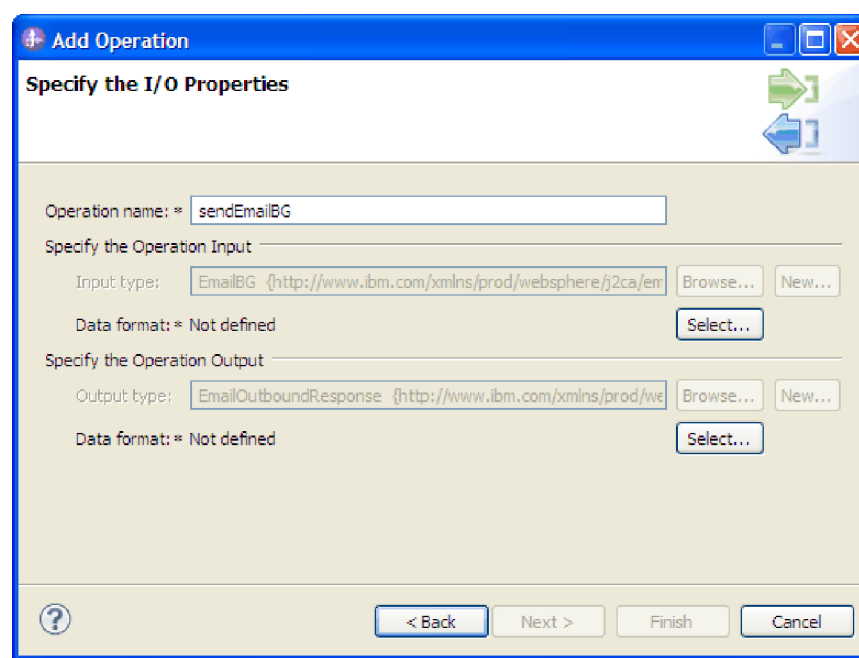 Add Operation
Specify the I/O Properties
Operation name: * sendEmailBG
Specify the Operation Input
Input type: EmailBG {http://www.ibm.com/xmlns/prod/websphere/j2ca/em Browse... New...
Data format: * Not defined Select...
Specify the Operation Output
Output type: EmailOutboundResponse {http://www.ibm.com/xmlns/prod/we Browse... New...
Data format: * Not defined Select...
? < Back Next > Finish Cancel